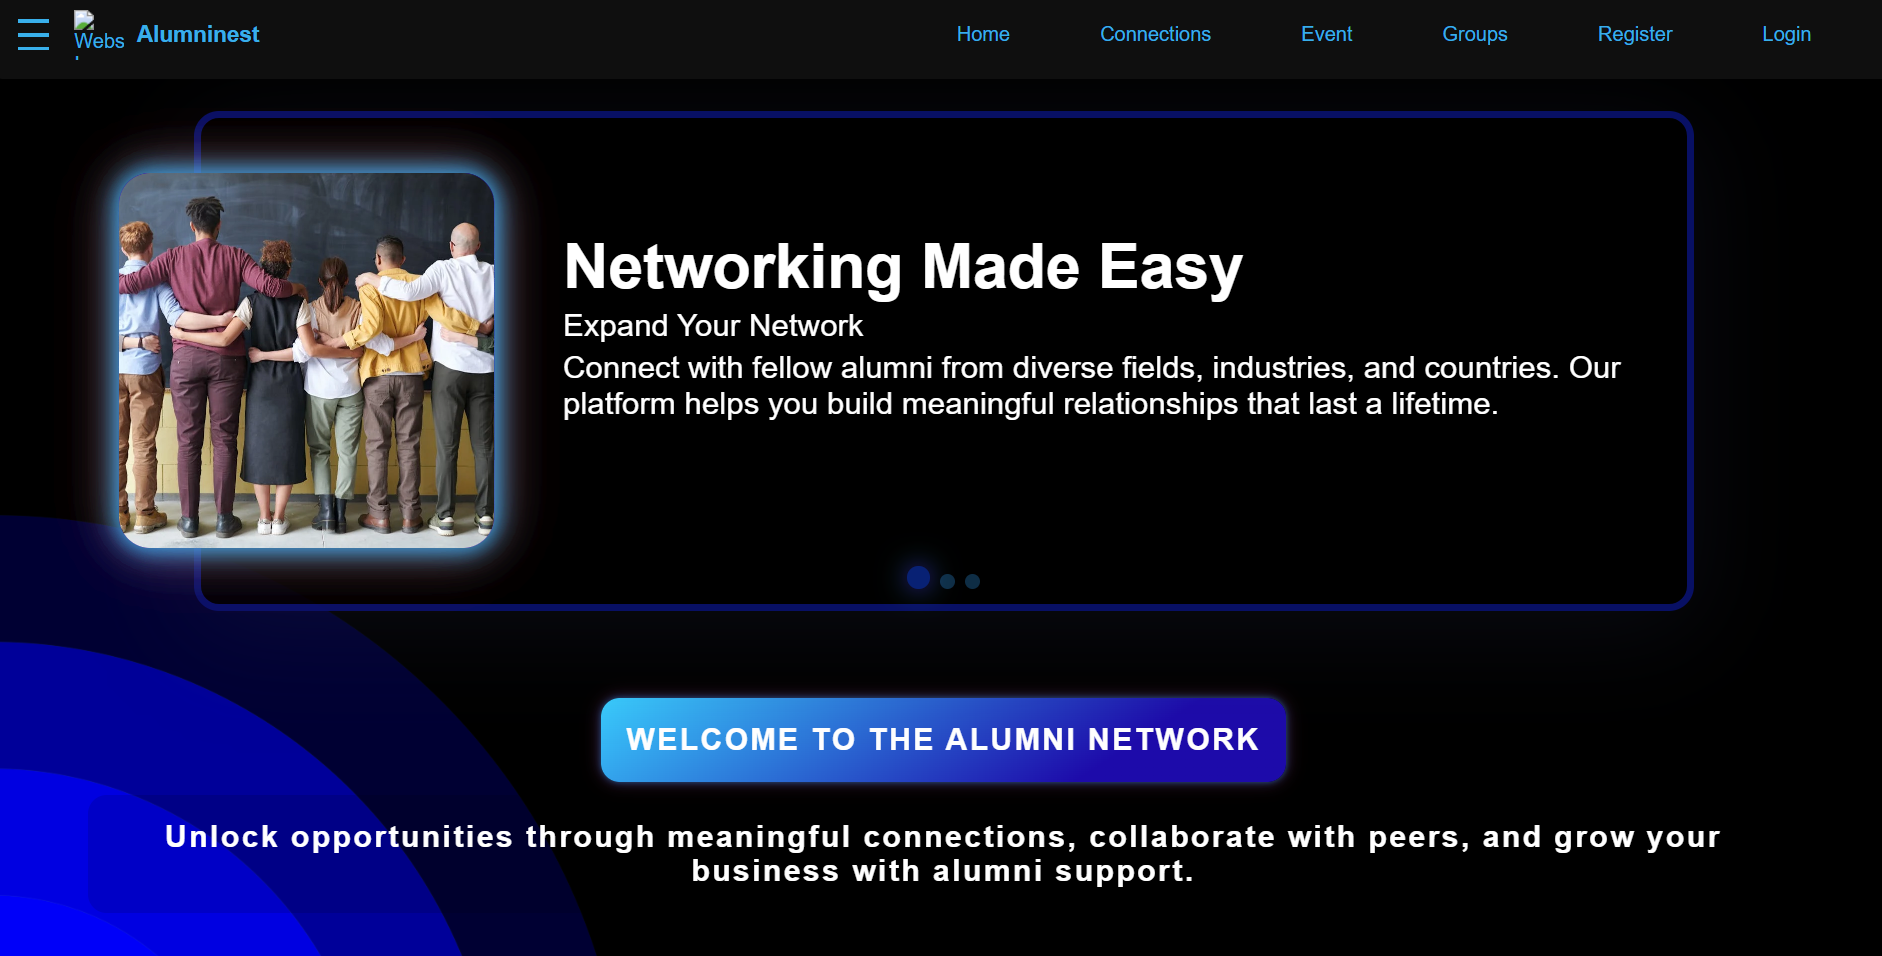 Webs
Alumninest
Home
Connections
Event
Groups
Register
Login
Networking Made Easy
Expand Your Network
Connect with fellow alumni from diverse fields, industries, and countries. Our
platform helps you build meaningful relationships that last a lifetime.
WELCOME TO THE ALUMNI NETWORK
Unlock opportunities through meaningful connections, collaborate with peers, and grow your
business with alumni support.